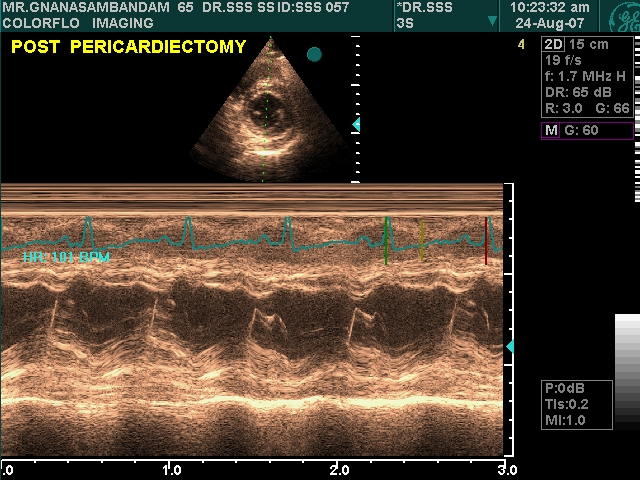 MR.GNANASAMBANDAM 65 DR.SSS SS ID:SSS 057
COLORFLO IMAGING
*DR.SSS
3S
10:23:32 am
24-Aug-07
POST PERICARDIECTOMY
4
2D 15 cm
19 f/s
f: 1.7 MHz H
DR: 65 dB
R: 3.0 G: 66
M G: 60
HR: 101 BPM
P:0dB
TIs:0.2
MI:1.0
.0 1.0 2.0 3.0